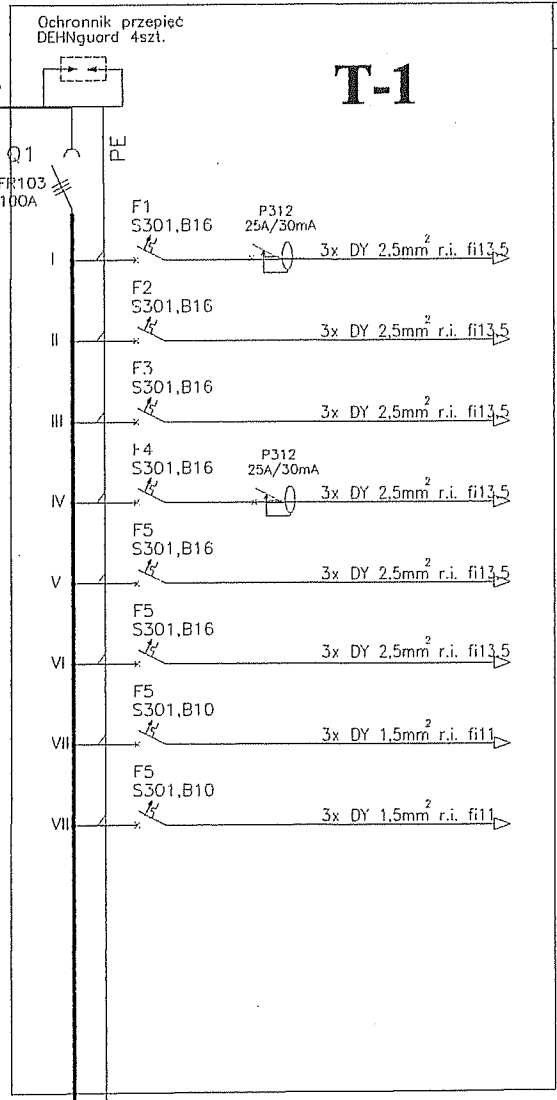 Ochronnik przepięć
DEHNguard 4szt.
T-1
Q1
PE
FR103
100A
F1
S301,B16
P312
25A/30mA
I
3x DY 2,5mm² r.i. fi13,5
F2
S301,B16
II
3x DY 2,5mm² r.i. fi13,5
F3
S301,B16
III
3x DY 2,5mm² r.i. fi13,5
F4
S301,B16
P312
25A/30mA
IV
3x DY 2,5mm² r.i. fi13,5
F5
S301,B16
V
3x DY 2,5mm² r.i. fi13,5
F5
S301,B16
VI
3x DY 2,5mm² r.i. fi13,5
F5
S301,B10
VII
3x DY 1,5mm² r.i. fi11
F5
S301,B10
VII
3x DY 1,5mm² r.i. fi11